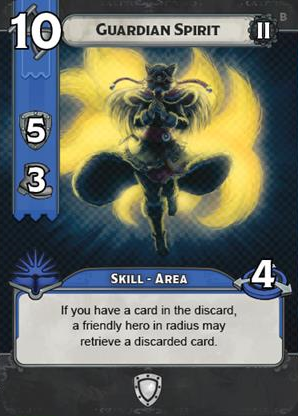 10
GUARDIAN SPIRIT
II
B
5
3
SKILL - AREA
4
If you have a card in the discard,
a friendly hero in radius may
retrieve a discarded card.